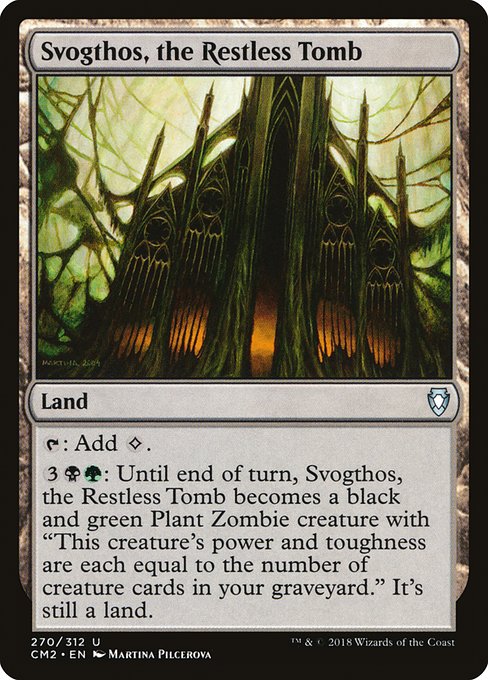 Svogthos, the Restless Tomb
MARTINA 2004
Land
: Add .
3: Until end of turn, Svogthos,
the Restless Tomb becomes a black
and green Plant Zombie creature with
“This creature’s power and toughness
are each equal to the number of
creature cards in your graveyard.” It’s
still a land.
270/312 U
CM2 • EN Martina Pilcerova
™ & © 2018 Wizards of the Coast